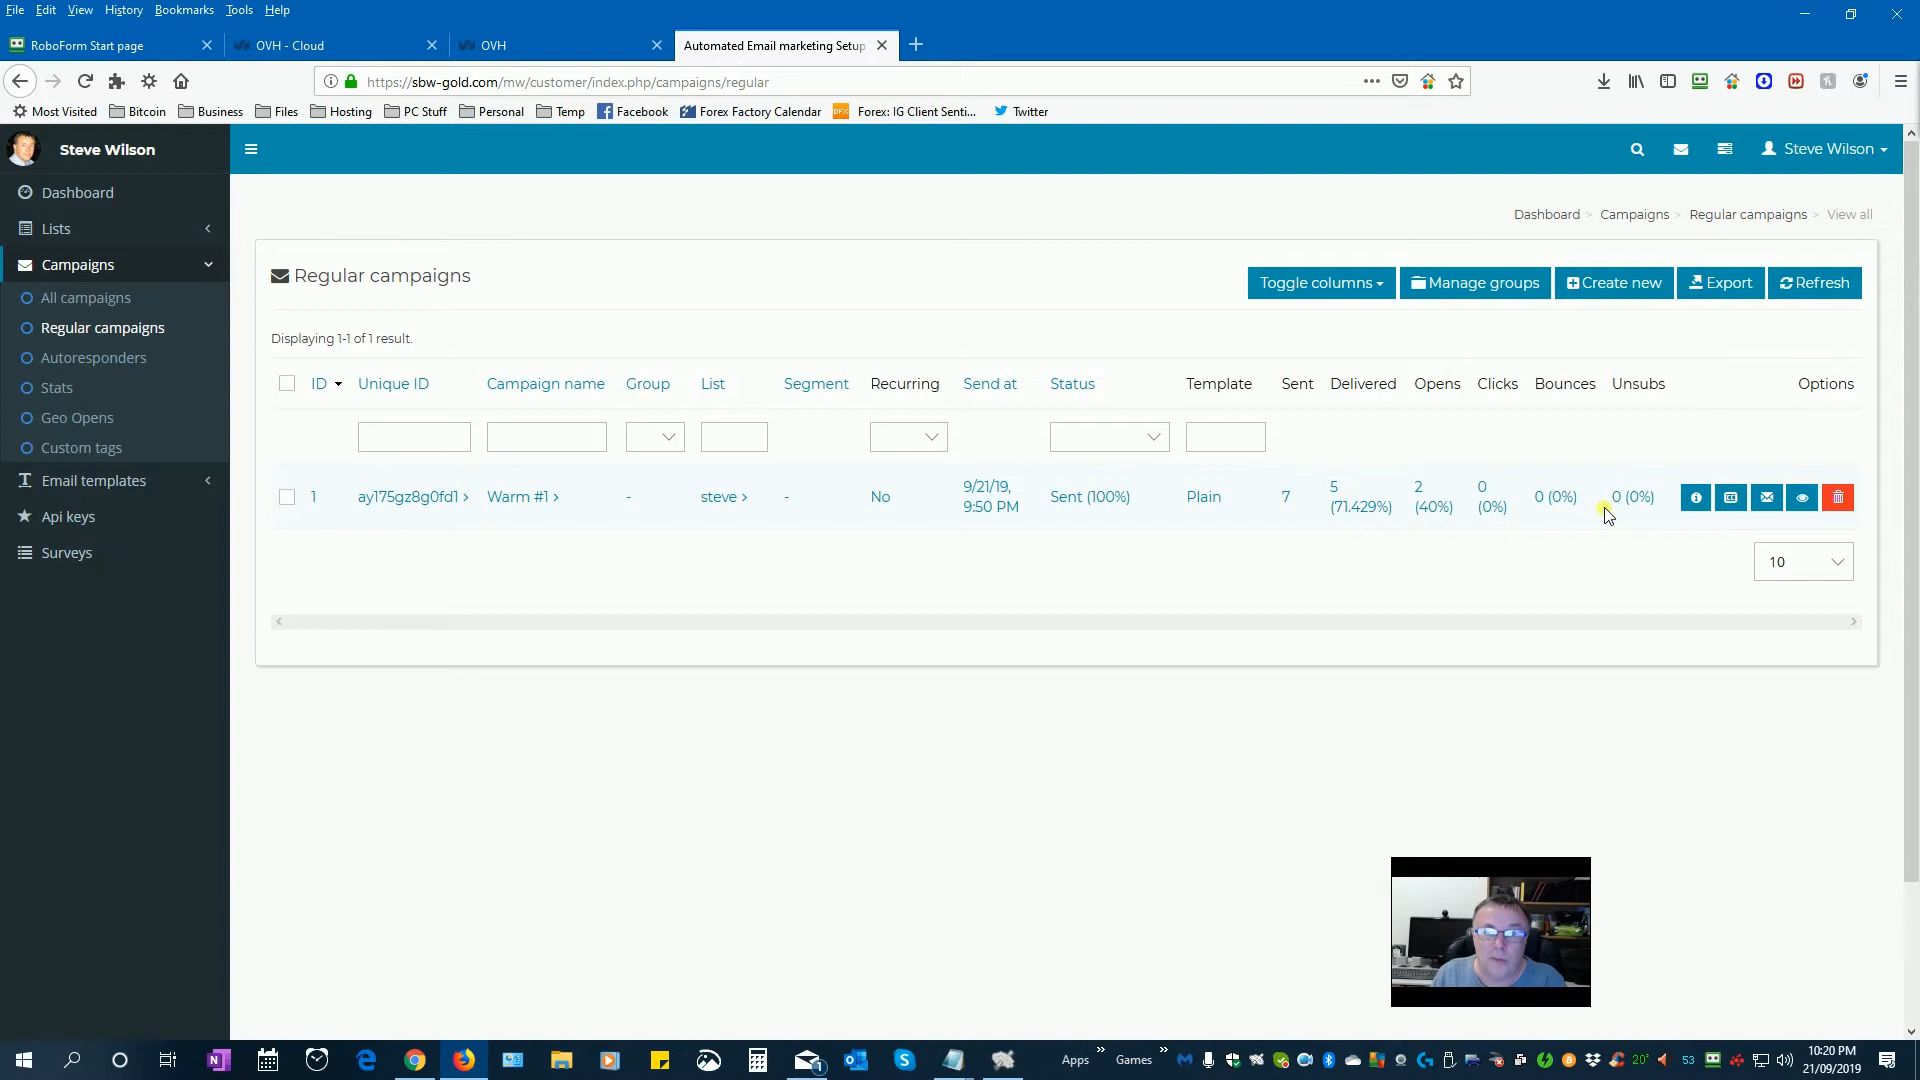 File Edit View History Bookmarks Tools Help
RoboForm Start page
OVH - Cloud
OVH
Automated Email marketing Setup
https://sbw-gold.com/mw/customer/index.php/campaigns/regular
Most Visited Bitcoin Business Files Hosting PC Stuff Personal Temp Facebook Forex Factory Calendar Forex: IG Client Senti... Twitter
Steve Wilson
Steve Wilson
Dashboard
Lists
Campaigns
All campaigns
Regular campaigns
Autoresponders
Stats
Geo Opens
Custom tags
Email templates
Api keys
Surveys
Dashboard > Campaigns > Regular campaigns > View all
Regular campaigns
Toggle columns Manage groups Create new Export Refresh
Displaying 1-1 of 1 result.
ID Unique ID Campaign name Group List Segment Recurring Send at Status Template Sent Delivered Opens Clicks Bounces Unsubs Options
1 ay175gz8g0fd1 Warm #1 - steve - No 9/21/19, 9:50 PM Sent (100%) Plain 7 5 (71.429%) 2 (40%) 0 (0%) 0 (0%) 0 (0%)
10
Apps Games
20°
53
10:20 PM
21/09/2019